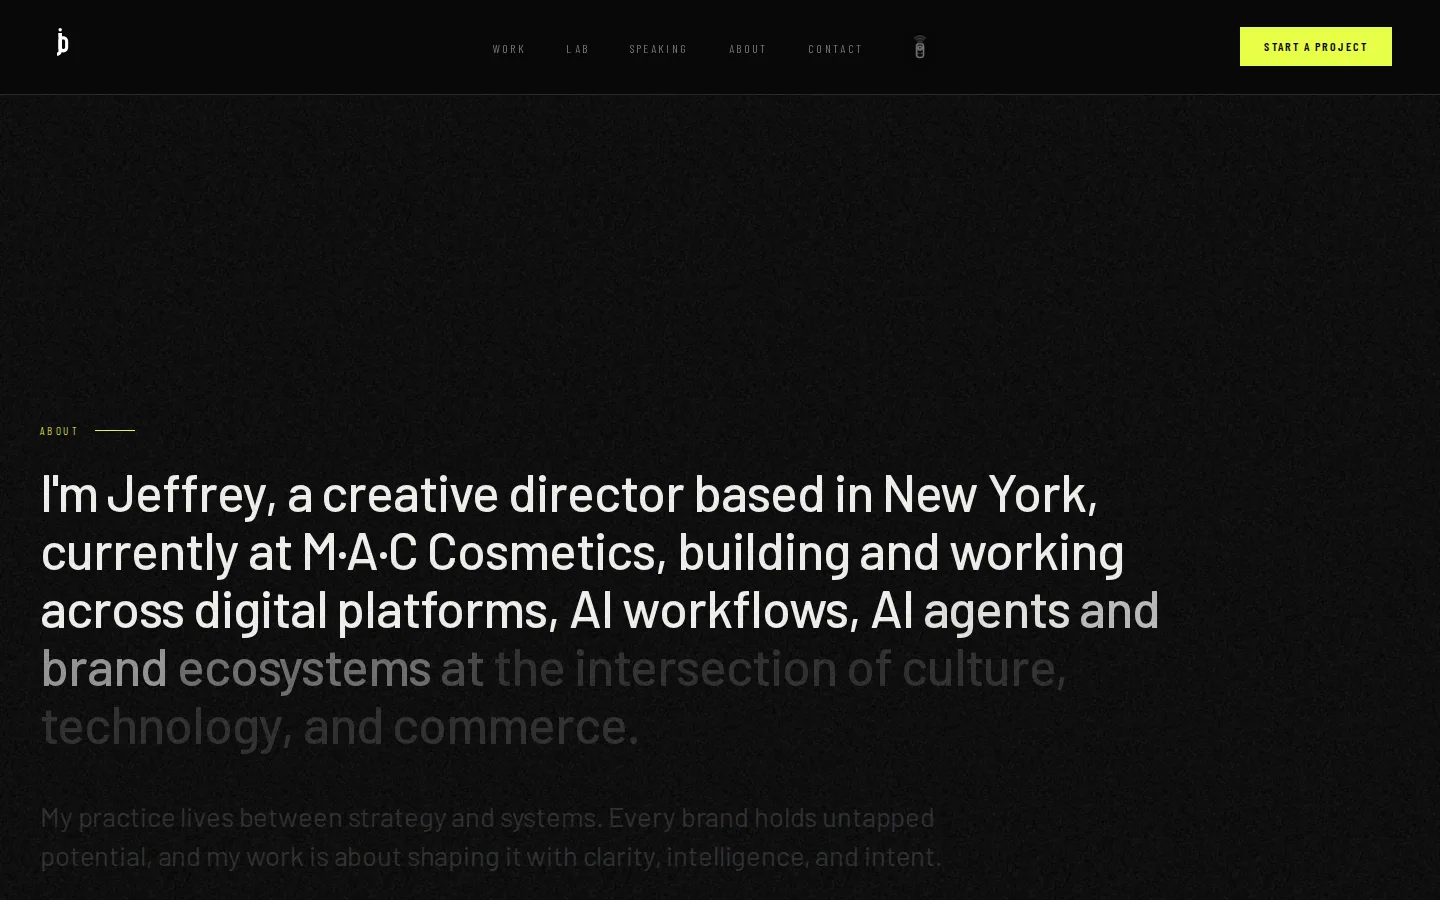 WORK
LAB
SPEAKING
ABOUT
CONTACT
START A PROJECT
ABOUT
I'm Jeffrey, a creative director based in New York,
currently at M·A·C Cosmetics, building and working
across digital platforms, AI workflows, AI agents and
brand ecosystems at the intersection of culture,
technology, and commerce.
My practice lives between strategy and systems. Every brand holds untapped
potential, and my work is about shaping it with clarity, intelligence, and intent.